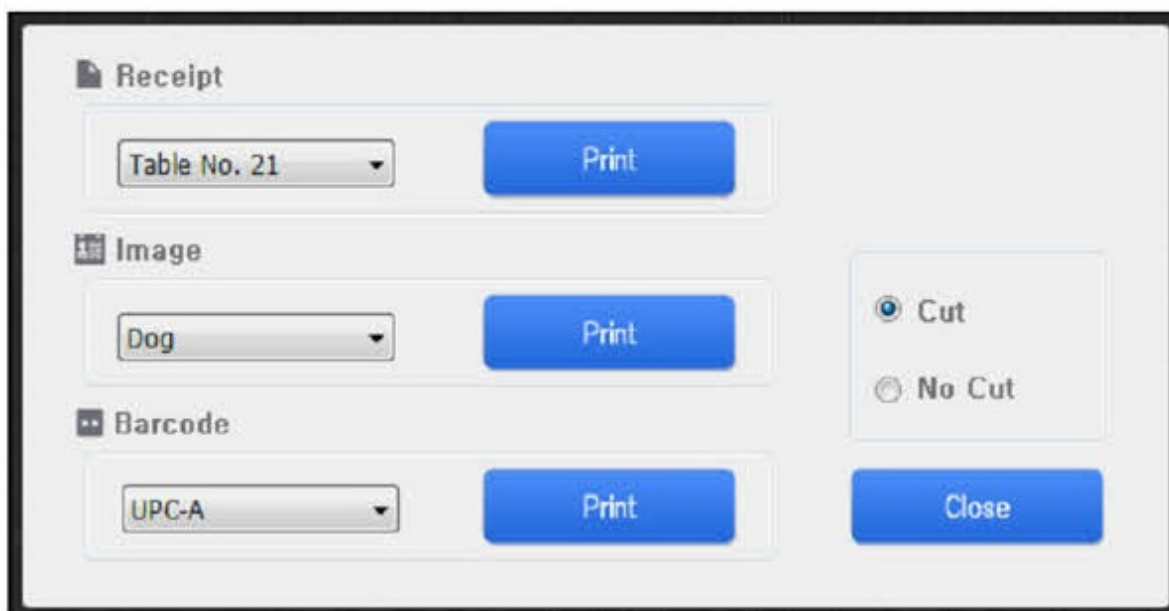 Receipt
Table No. 21
Print
Image
Dog
Print
Cut
No Cut
Barcode
UPC-A
Print
Close